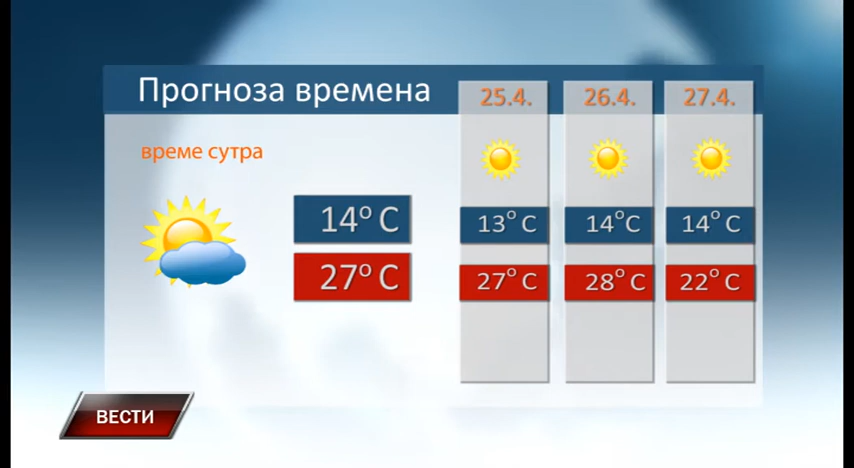 Прогноза времена
25.4.
26.4.
27.4.
време сутра
14° C
27° C
13° C
14°C
14° C
27° C
28° C
22° C
ВЕСТИ